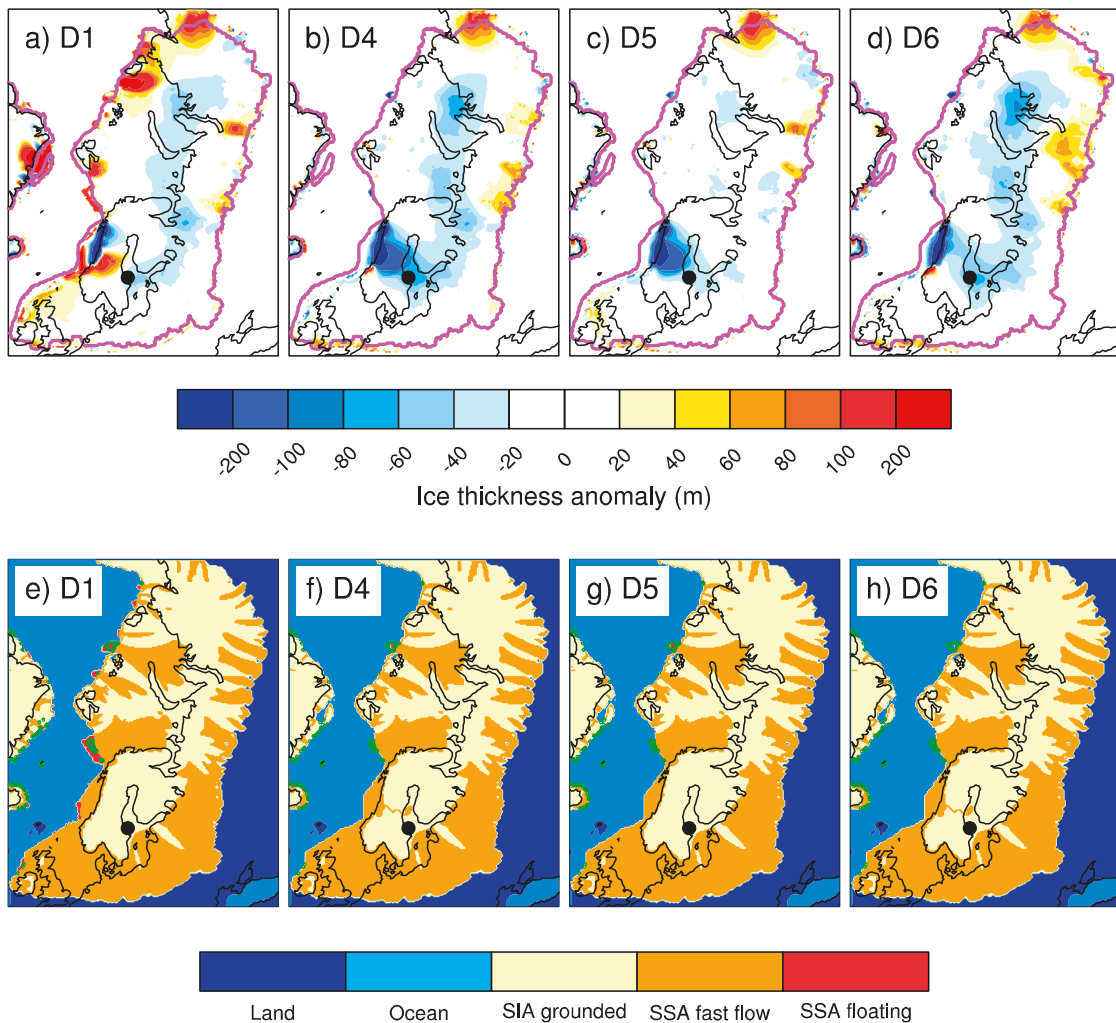 a) D1
b) D4
c) D5
d) D6
-200
-100
-80
-60
-40
-20
0
20
40
60
80
100
200
Ice thickness anomaly (m)
e) D1
f) D4
g) D5
h) D6
Land
Ocean
SIA grounded
SSA fast flow
SSA floating